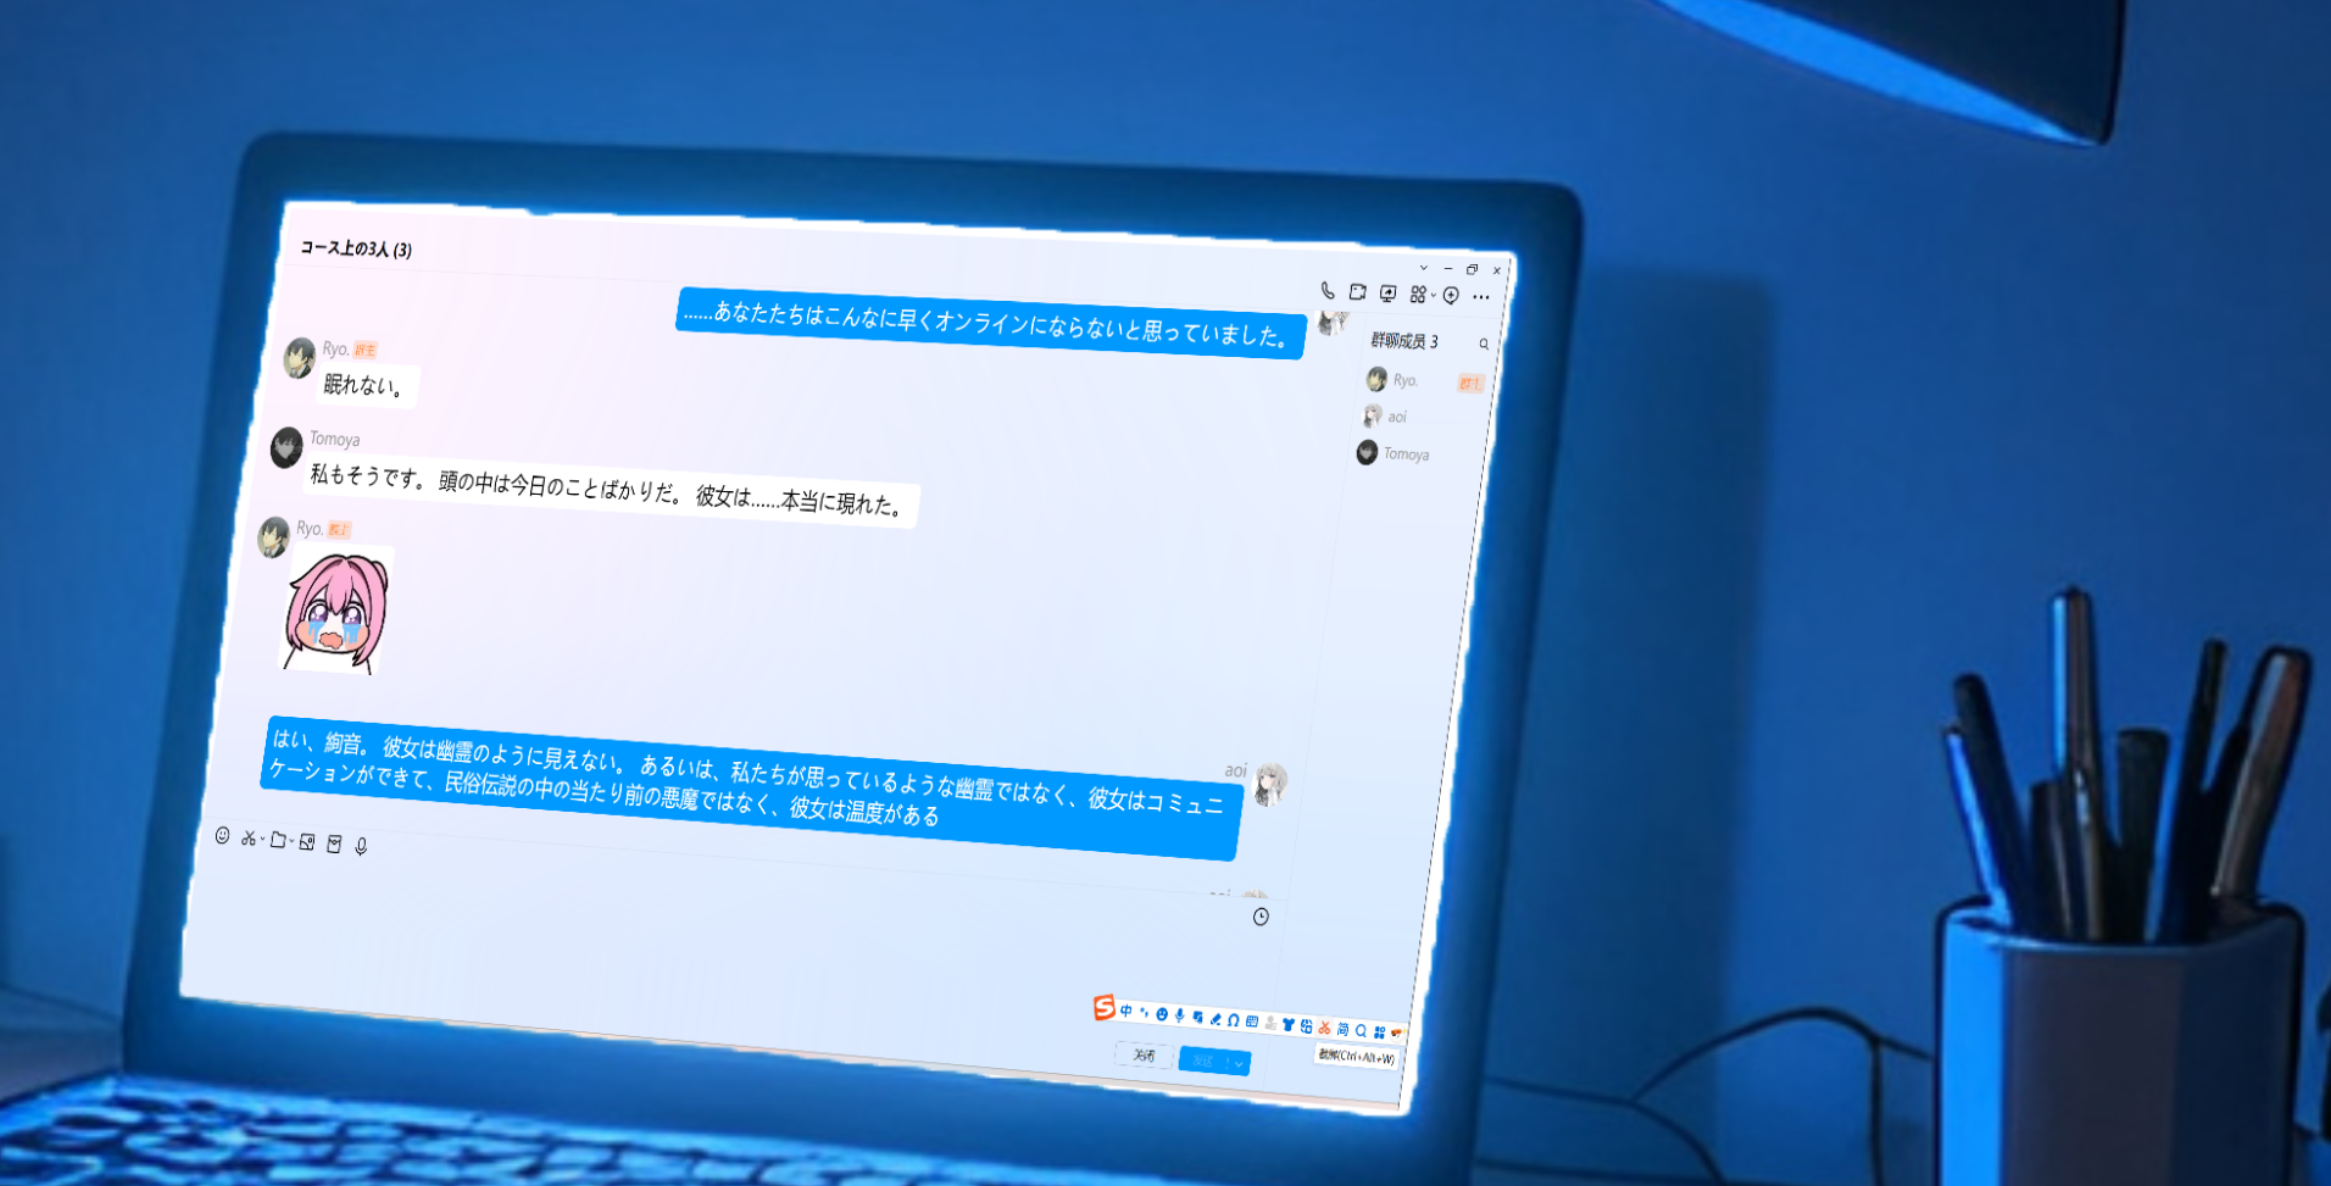 コース上の3人 (3)
......あなたたちはこんなに早くオンラインにならないと思っていました。
Ryo. 群主
眠れない。
Tomoya
私もそうです。 頭の中は今日のことばかりだ。 彼女は......本当に現れた。
Ryo.
aoi
はい、絢音。 彼女は幽霊のように見えない。 あるいは、私たちが思っているような幽霊ではなく、彼女はコミュニ
ケーションができて、民俗伝説の中の当たり前の悪魔ではなく、彼女は温度がある
群聊成员 3
Ryo.
aoi
Tomoya
S 中 简
关闭
(Ctrl+Alt+W)